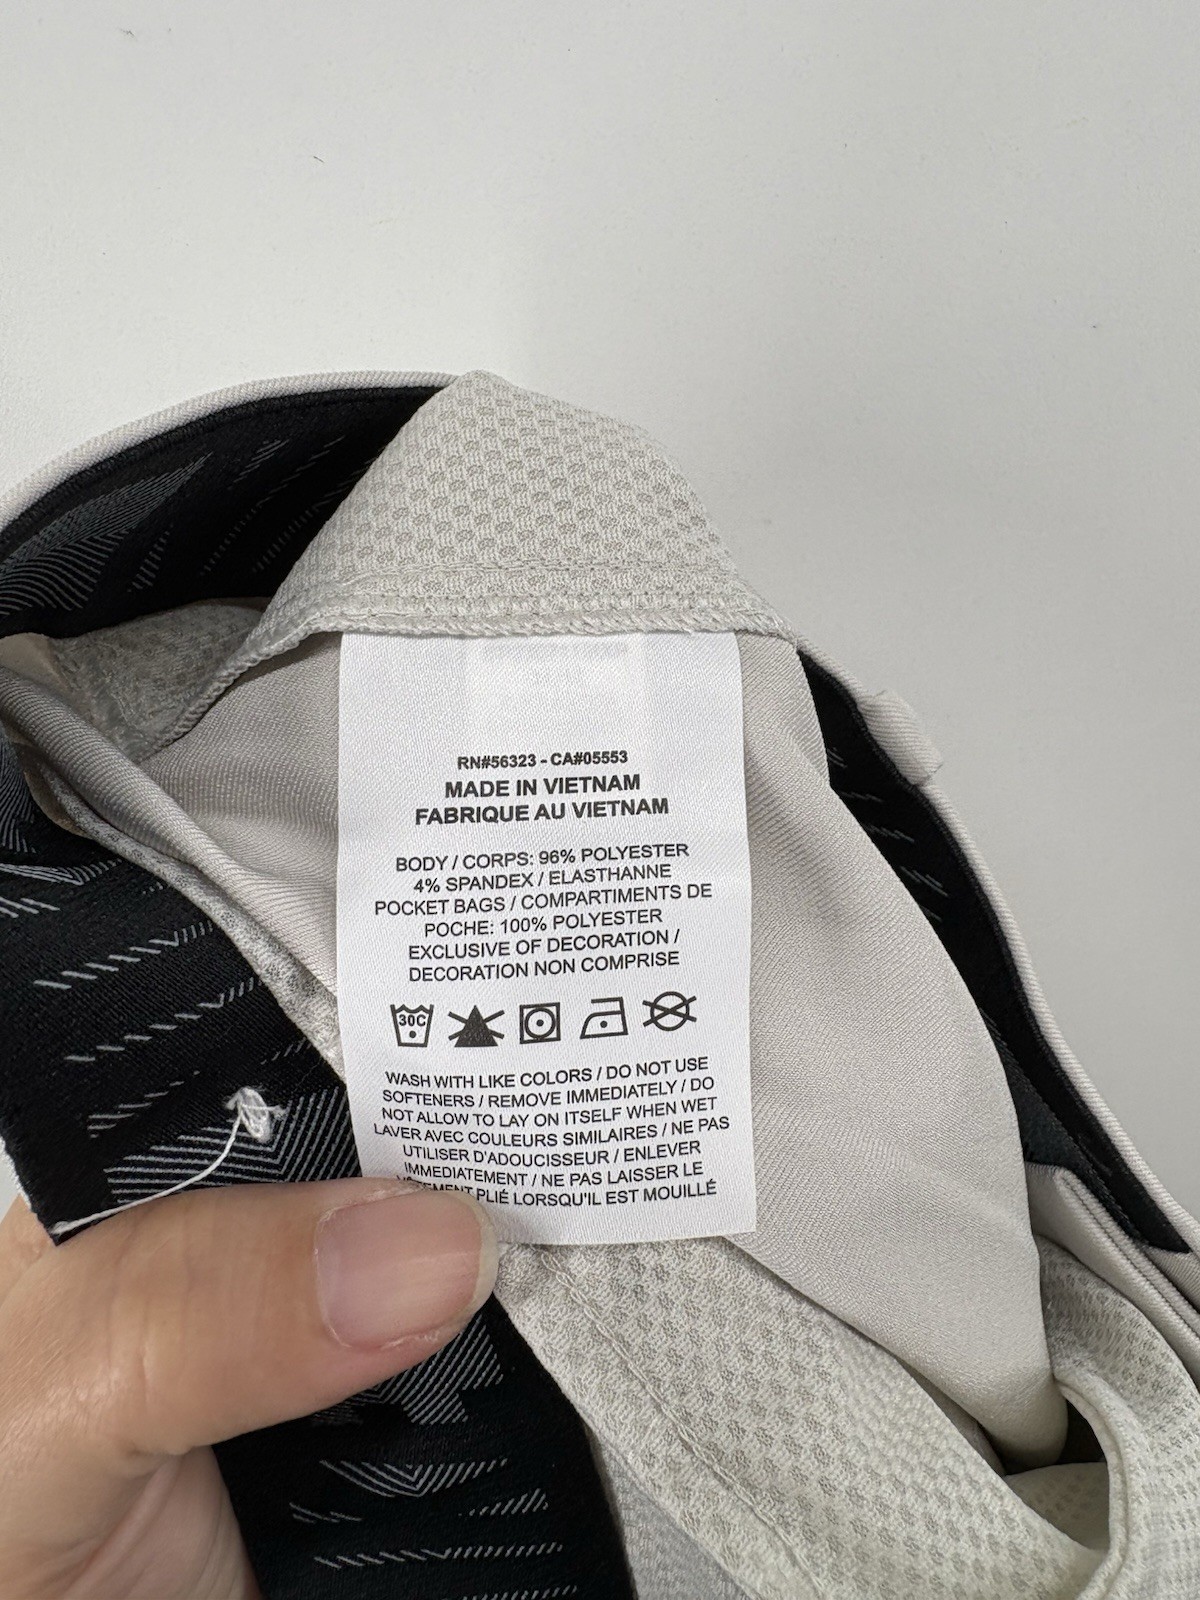 RN#56323 - CA#05553
MADE IN VIETNAM
FABRIQUE AU VIETNAM
BODY / CORPS: 96% POLYESTER
4% SPANDEX / ELASTHANNE
POCKET BAGS / COMPARTIMENTS DE
POCHE: 100% POLYESTER
EXCLUSIVE OF DECORATION /
DECORATION NON COMPRISE
30C
WASH WITH LIKE COLORS / DO NOT USE
SOFTENERS / REMOVE IMMEDIATELY / DO
NOT ALLOW TO LAY ON ITSELF WHEN WET
LAVER AVEC COULEURS SIMILAIRES / NE PAS
UTILISER D'ADOUCISSEUR / ENLEVER
IMMEDIATEMENT / NE PAS LAISSER LE
VÊTEMENT PLIÉ LORSQU'IL EST MOUILLÉ